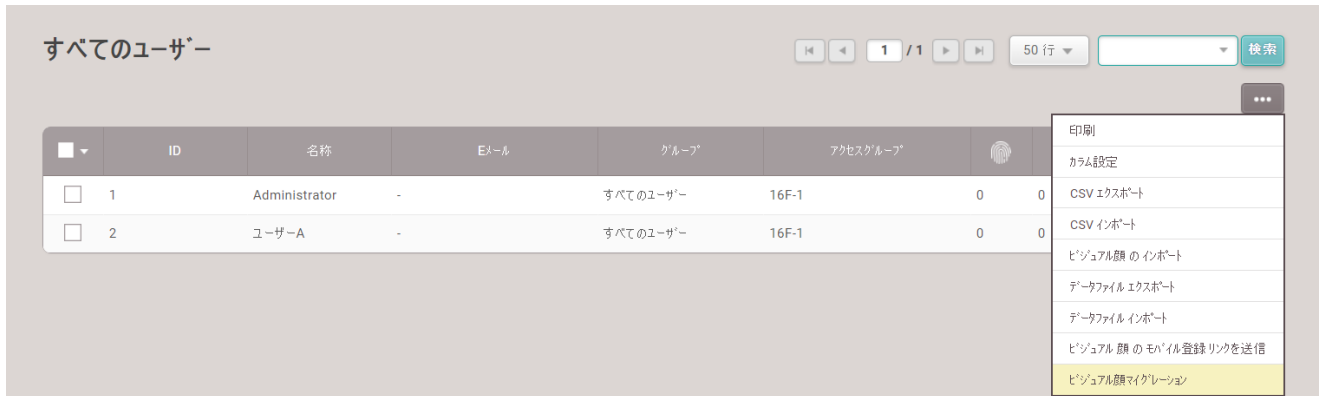 すべてのユーザー
1 / 1
50 行
検索
•••
ID 名称 Eメール グループ アクセスグループ
1 Administrator - すべてのユーザー 16F-1 0 0
2 ユーザーA - すべてのユーザー 16F-1 0 0
印刷
カラム設定
CSV エクスポート
CSV インポート
ビジュアル顔 の インポート
データファイル エクスポート
データファイル インポート
ビジュアル 顔 の モバイル登録 リンクを送信
ビジュアル顔マイグレーション